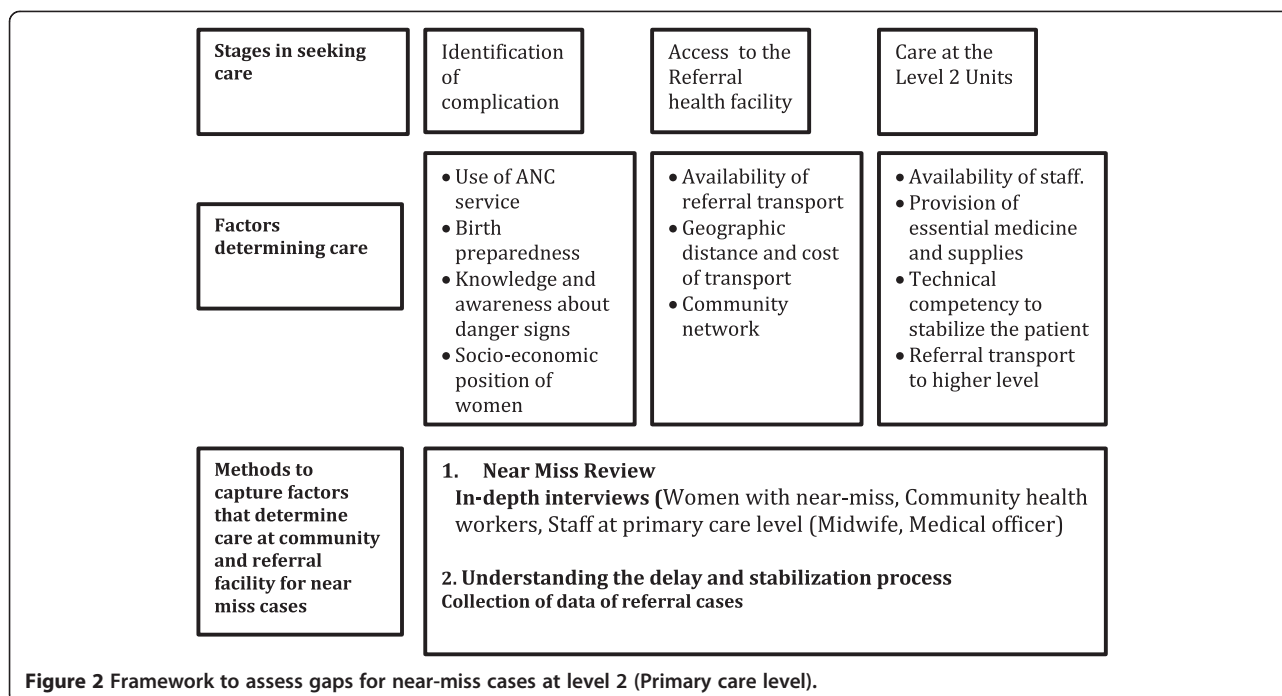 Stages in seeking
care
Identification
of
complication
Access to the
Referral
health facility
Care at the
Level 2 Units
Factors
determining care
• Use of ANC
service
• Birth
preparedness
• Knowledge and
awareness about
danger signs
• Socio-economic
position of
women
• Availability of
referral transport
• Geographic
distance and cost
of transport
• Community
network
• Availability of staff.
• Provision of
essential medicine
and supplies
• Technical
competency to
stabilize the patient
• Referral transport
to higher level
Methods to
capture factors
that determine
care at community
and referral
facility for near
miss cases
1. Near Miss Review
In-depth interviews (Women with near-miss, Community health
workers, Staff at primary care level (Midwife, Medical officer)
2. Understanding the delay and stabilization process
Collection of data of referral cases
Figure 2 Framework to assess gaps for near-miss cases at level 2 (Primary care level).